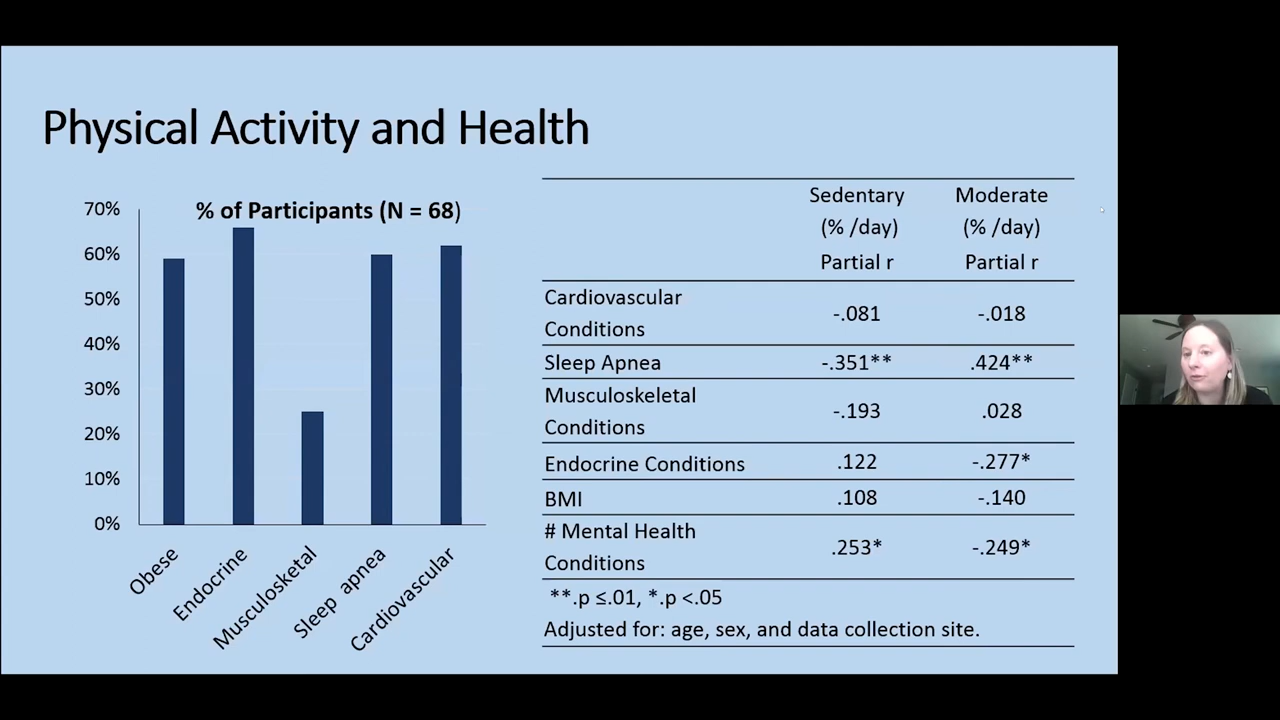 Physical Activity and Health
% of Participants (N = 68)
70%
60%
50%
40%
30%
20%
10%
0%
Obese
Endocrine
Musculosketal
Sleep apnea
Cardiovascular
Sedentary Moderate
(% /day) (% /day)
Partial r Partial r
Cardiovascular
Conditions -.081 -.018
Sleep Apnea -.351** .424**
Musculoskeletal
Conditions -.193 .028
Endocrine Conditions .122 -.277*
BMI .108 -.140
# Mental Health
Conditions .253* -.249*
**.p ≤.01, *.p <.05
Adjusted for: age, sex, and data collection site.